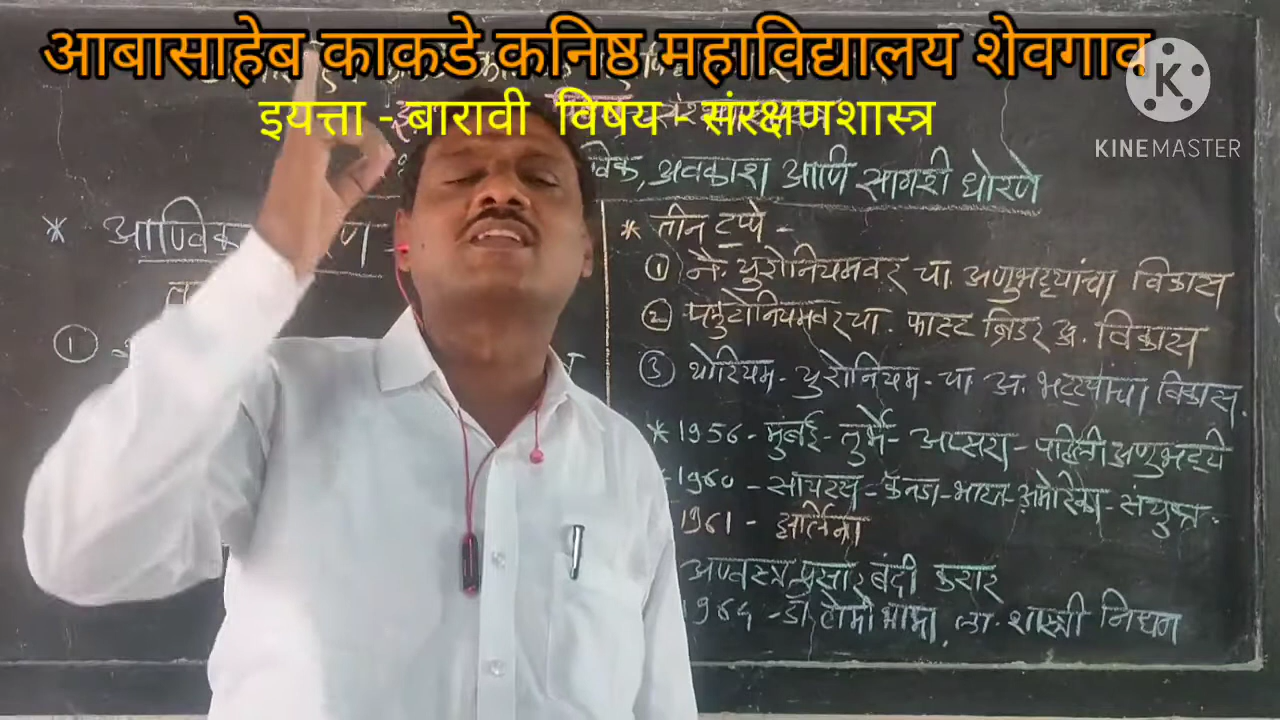 आबासाहेब काकडे कनिष्ठ महाविद्यालय शेवगाव
इयत्ता - बारावी विषय - संरक्षणशास्त्र
KINEMASTER
अवकाश आणि सागरी धोरणे
* आण्विक
* तीन टप्पे -
① नै. युरोनियमवर चा. अणुभट्ट्यांचा विकास
② प्लुटोनियमवर चा. फास्ट ब्रिडर अ. विकास
③ थोरियम - युरोनियम - चा अ. भट्ट्यांचा विकास.
* 1956 - मुंबई - तुर्भे - अप्सरा - पहिली अणुभट्टी
1960 - सायरस - कॅनडा - भारत - अमेरिका - संयुक्त
1961 - झर्लिना
अण्वस्त्र प्रसार बंदी करार
डॉ. होमी भाभा, ला. शास्त्री निधन
①